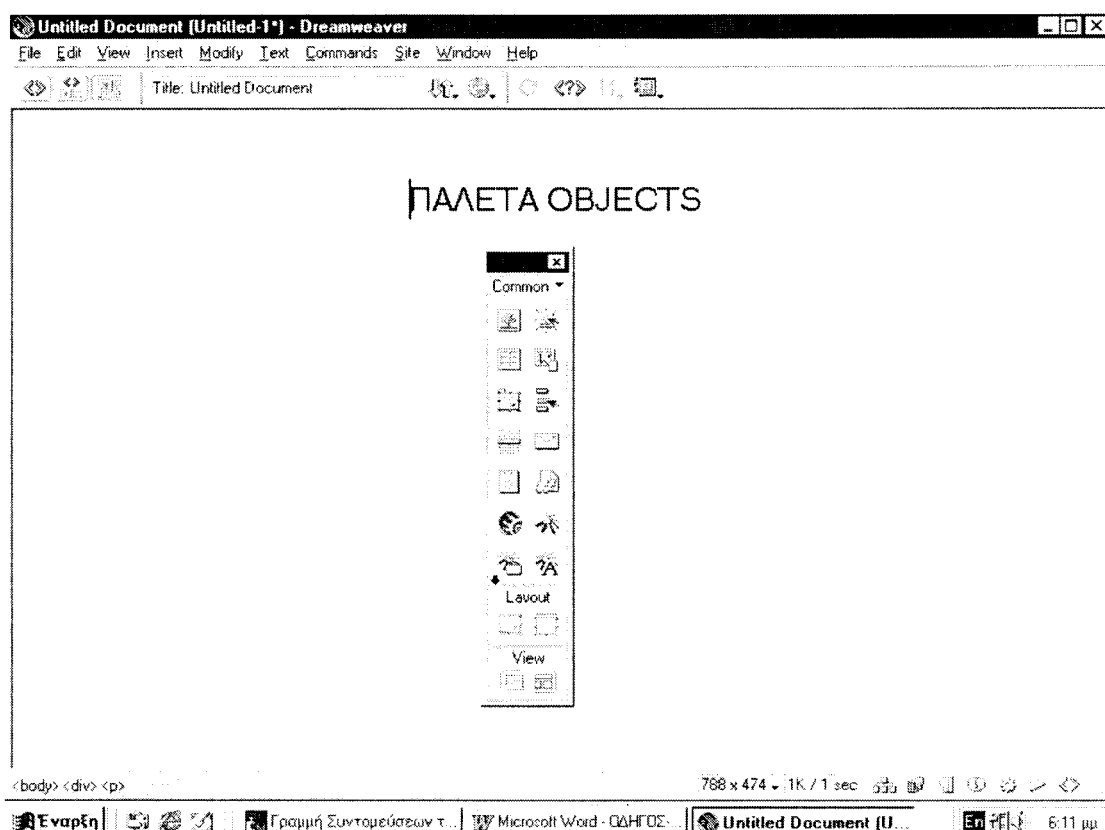 Untitled Document (Untitled-1*) - Dreamweaver
File Edit View Insert Modify Text Commands Site Window Help
Title: Untitled Document
ΠΑΛΕΤΑ OBJECTS
Common
Layout
View
<body> <div> <p>
788 x 474 1K / 1 sec
Έναρξη Γραμμή Συντομεύσεων τ... Microsoft Word - ΟΔΗΓΟΣ-... Untitled Document (U... En 6:11 μμ